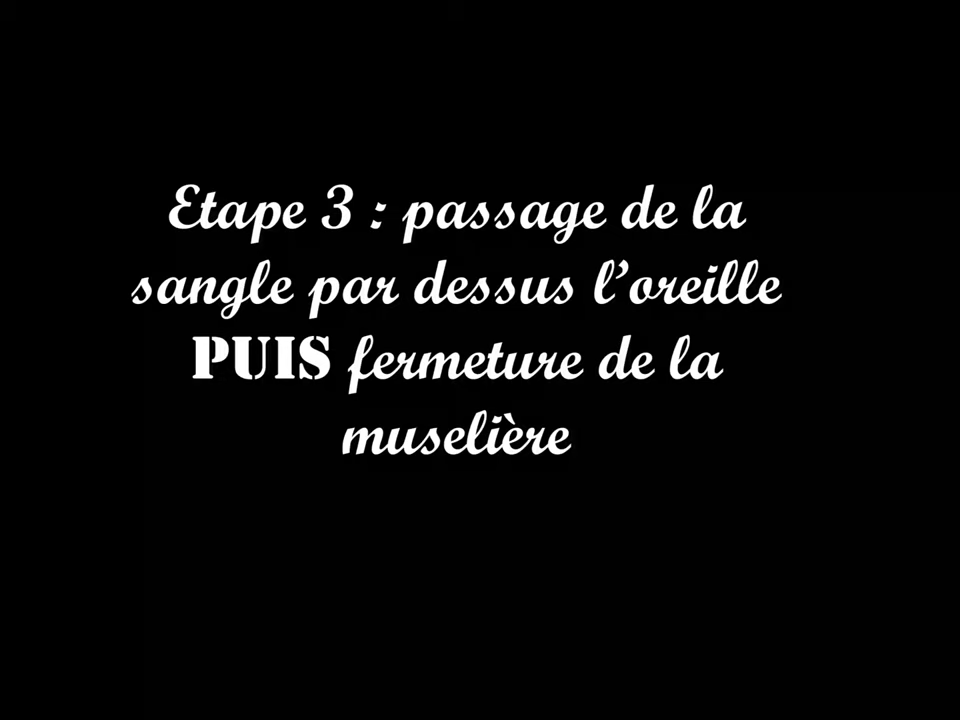 Etape 3 : passage de la
sangle par dessus l’oreille
PUIS fermeture de la
muselière